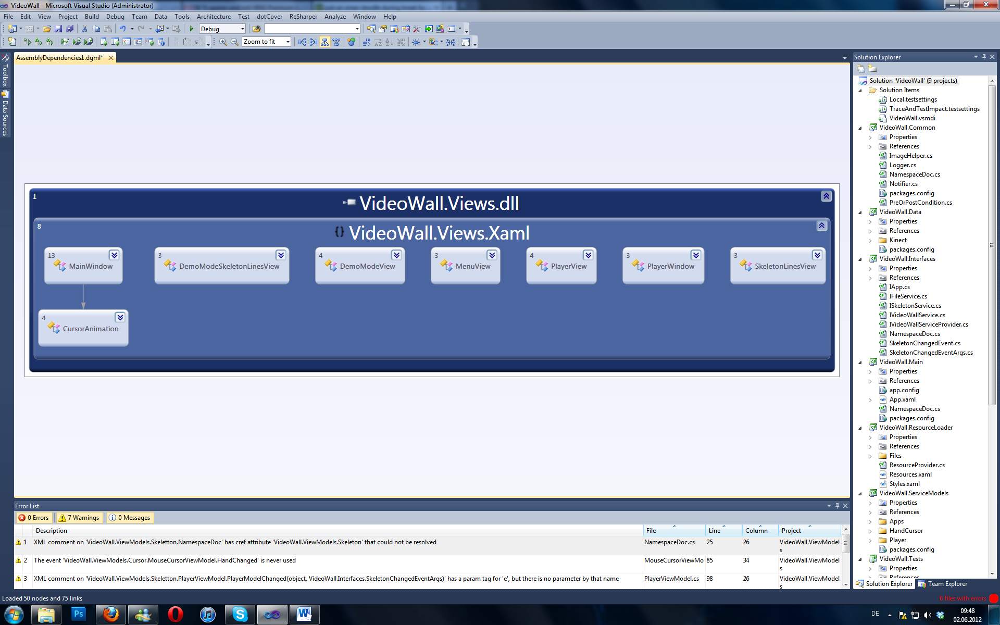 VideoWall - Microsoft Visual Studio (Administrator)
File Edit View Project Build Debug Team Data Tools Architecture Test dotCover ReSharper Analyze Window Help
Debug
Zoom to fit
Toolbox
Data Sources
AssemblyDependencies1.dgml*
1
VideoWall.Views.dll
8
{} VideoWall.Views.Xaml
13
MainWindow
3
DemoModeSkeletonLinesView
4
DemoModeView
3
MenuView
4
PlayerView
3
PlayerWindow
3
SkeletonLinesView
4
CursorAnimation
Solution Explorer
Solution 'VideoWall' (9 projects)
Solution Items
Local.testsettings
TraceAndTestImpact.testsettings
VideoWall.vsmdi
VideoWall.Common
Properties
References
ImageHelper.cs
Logger.cs
NamespaceDoc.cs
Notifier.cs
packages.config
PreOrPostCondition.cs
VideoWall.Data
Properties
References
Kinect
packages.config
VideoWall.Interfaces
Properties
References
IApp.cs
IFileService.cs
ISkeletonService.cs
IVideoWallService.cs
IVideoWallServiceProvider.cs
NamespaceDoc.cs
SkeletonChangedEvent.cs
SkeletonChangedEventArgs.cs
VideoWall.Main
Properties
References
app.config
App.xaml
NamespaceDoc.cs
packages.config
VideoWall.ResourceLoader
Properties
References
Files
ResourceProvider.cs
Resources.xaml
Styles.xaml
VideoWall.ServiceModels
Properties
References
Apps
HandCursor
Player
packages.config
VideoWall.Tests
Properties
References
Solution Explorer Team Explorer
Error List
0 Errors 7 Warnings 0 Messages
Description File Line Column Project
1 XML comment on 'VideoWall.ViewModels.Skeletton.NamespaceDoc' has cref attribute 'VideoWall.ViewModels.Skeleton' that could not be resolved NamespaceDoc.cs 25 26 VideoWall.ViewModel
s
2 The event 'VideoWall.ViewModels.Cursor.MouseCursorViewModel.HandChanged' is never used MouseCursorViewMo 85 34 VideoWall.ViewModel
s
3 XML comment on 'VideoWall.ViewModels.Skeletton.PlayerViewModel.PlayerModelChanged(object, VideoWall.Interfaces.SkeletonChangedEventArgs)' has a param tag for 'e', but there is no parameter by that name PlayerViewModel.cs 98 26 VideoWall.ViewModel
s
Loaded 50 nodes and 75 links
6 files with errors
Ps
DE
09:48
02.06.2012